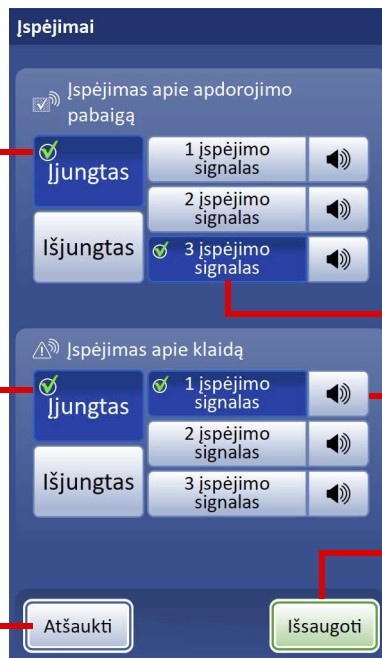 Įspėjimai
Įspėjimas apie apdorojimo
pabaigą
Įjungtas
Išjungtas
1 įspėjimo
signalas
2 įspėjimo
signalas
3 įspėjimo
signalas
Įspėjimas apie klaidą
Įjungtas
Išjungtas
1 įspėjimo
signalas
2 įspėjimo
signalas
3 įspėjimo
signalas
Atšaukti
Išsaugoti